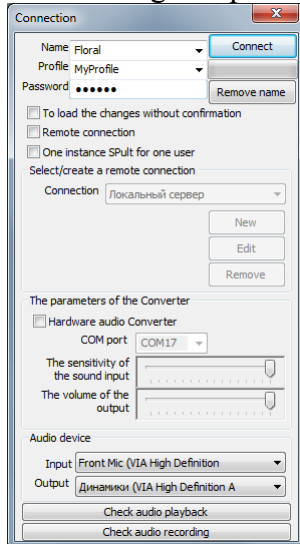 Connection
Name Floral Connect
Profile MyProfile
Password ●●●●●● Remove name
To load the changes without confirmation
Remote connection
One instance SPult for one user
Select/create a remote connection
Connection Локальный сервер
New
Edit
Remove
The parameters of the Converter
Hardware audio Converter
COM port COM17
The sensitivity of
the sound input
The volume of the
output
Audio device
Input Front Mic (VIA High Definition
Output Динамики (VIA High Definition A
Check audio playback
Check audio recording